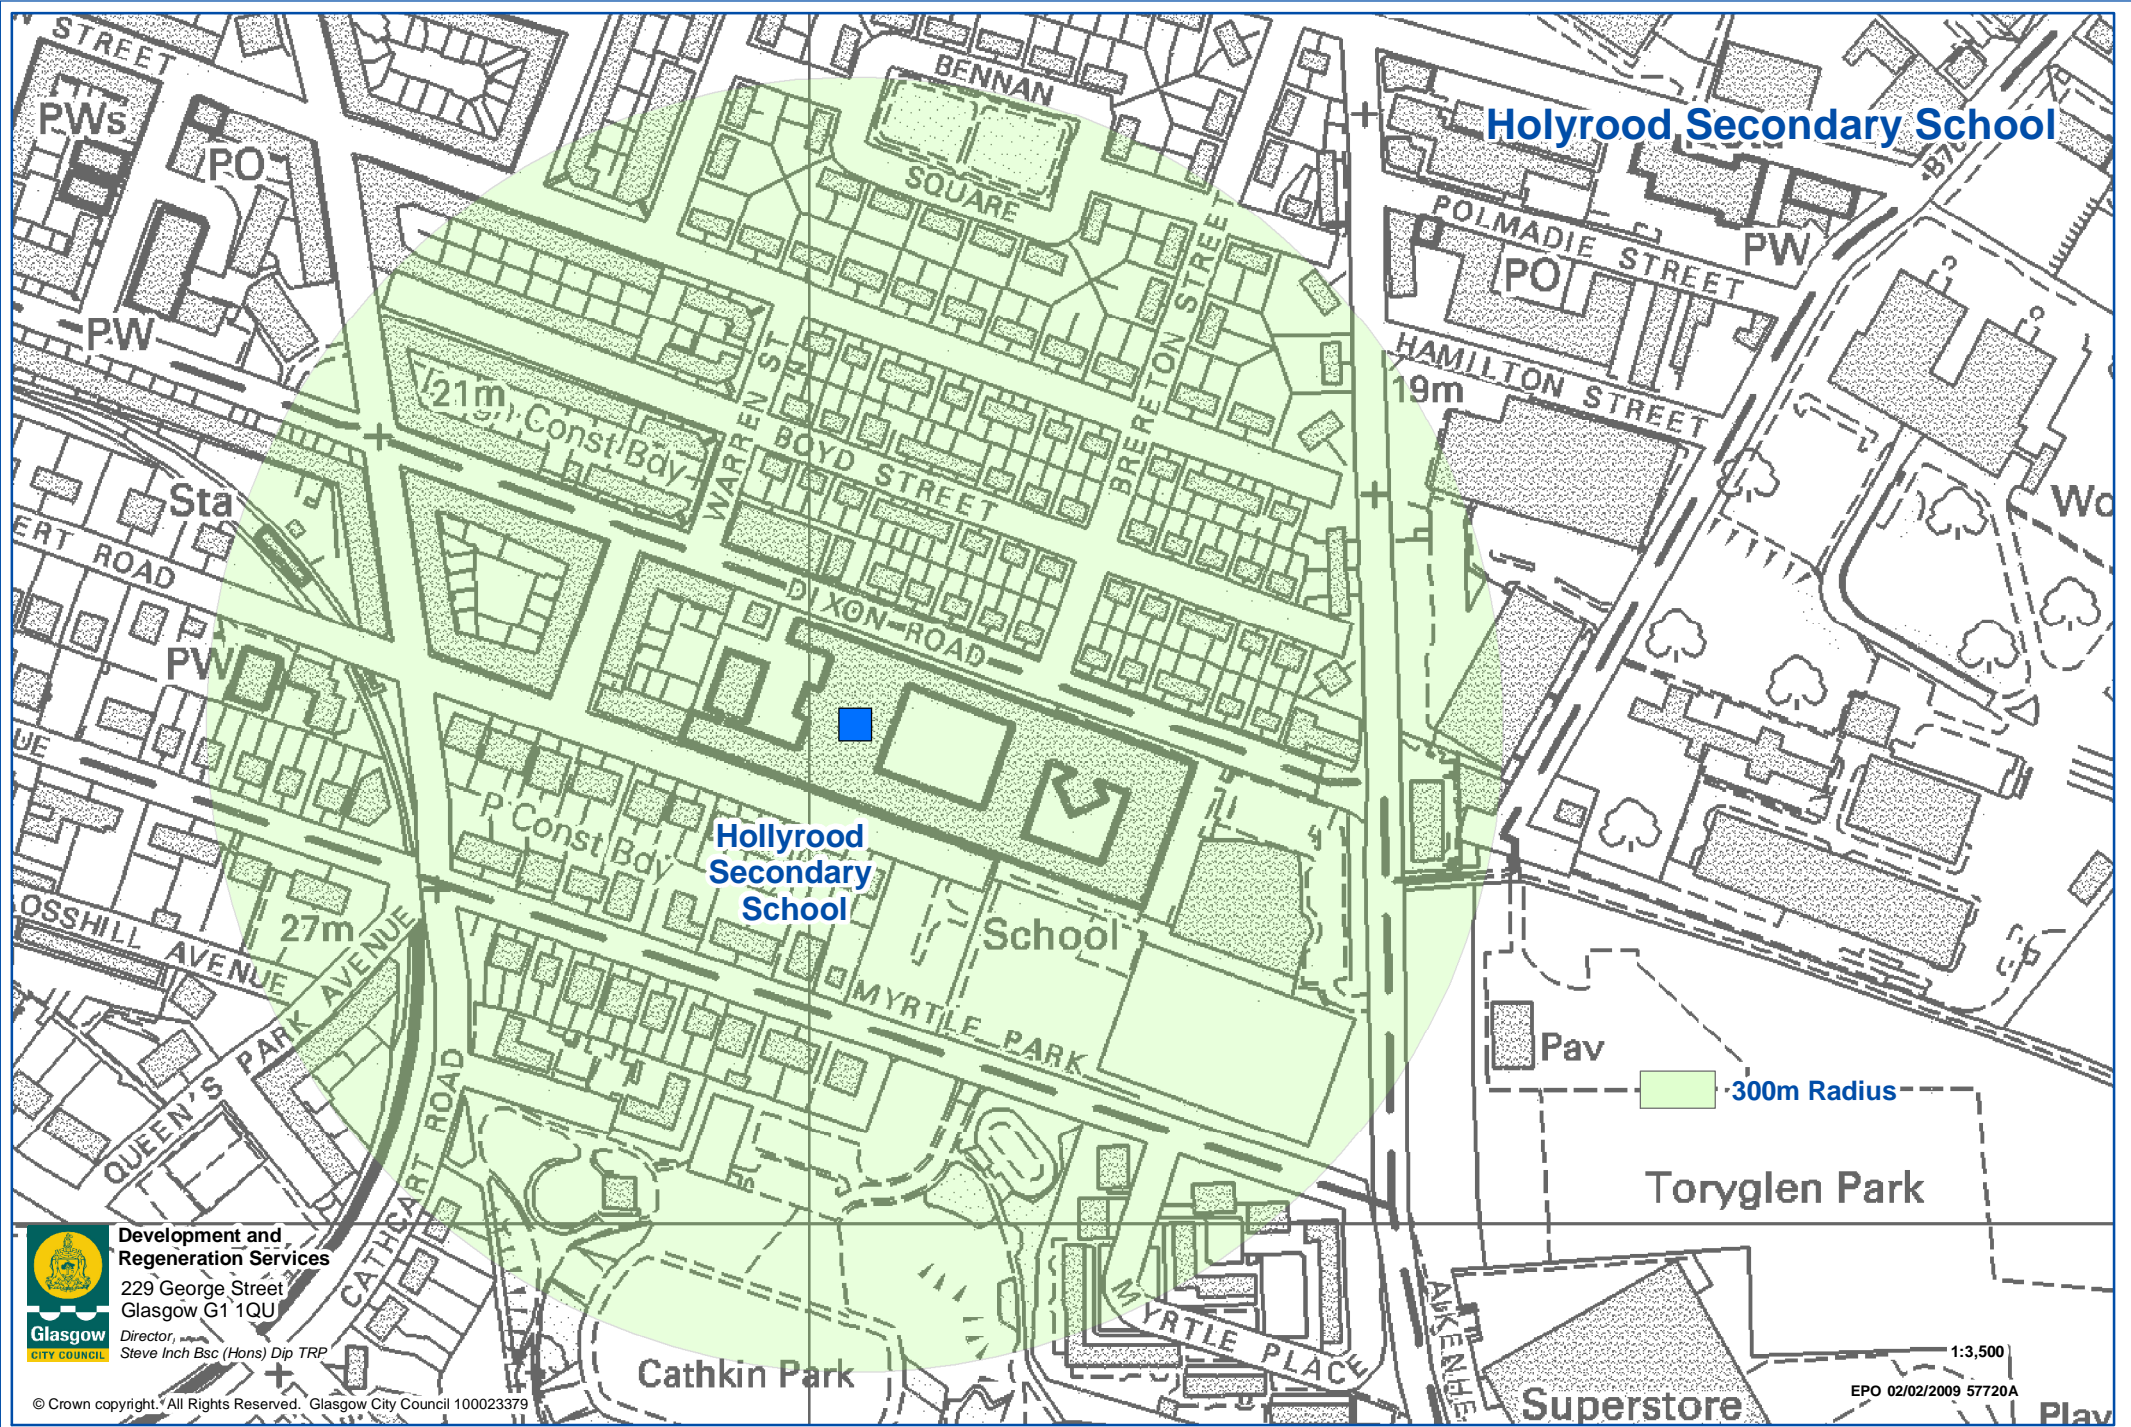 STREET
BENNAN
Holyrood Secondary School
PWs
PO
SQUARE
POLMADIE STREET
PW
PO
PW
HAMILTON STREET
19m
21m
Const Bdy
WARREN ST
BOYD STREET
BRERETON STREET
Sta
ERT ROAD
DIXON ROAD
PW
UE
P Const Bdy
Hollyrood
Secondary
School
School
OSSHILL AVENUE
27m
QUEEN'S PARK AVENUE
MYRTLE PARK
Pav
300m Radius
Toryglen Park
CATHCART ROAD
MYRTLE PLACE
AIKENHE
Cathkin Park
Superstore
Play
Development and
Regeneration Services
229 George Street
Glasgow G1 1QU
Director,
Steve Inch Bsc (Hons) Dip TRP
Glasgow
CITY COUNCIL
1:3,500
EPO 02/02/2009 57720A
© Crown copyright. All Rights Reserved. Glasgow City Council 100023379